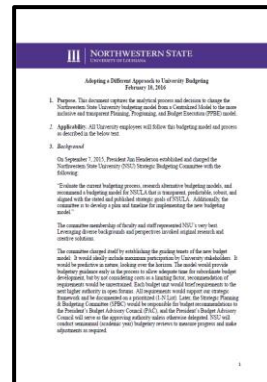 NORTHWESTERN STATE
UNIVERSITY OF LOUISIANA
Adopting a Different Approach to University Budgeting
February 10, 2016
1. Purpose. This document captures the analytical process and decision to change the
Northwestern State University budgeting model from a Centralized Model to the more
inclusive and transparent Planning, Programing, and Budget Execution (PPBE) model.
2. Applicability. All University employees will follow this budgeting model and process
as described in the below text.
3. Background
On September 7, 2015, President Jim Henderson established and charged the
Northwestern State University (NSU) Strategic Budgeting Committee with the
following:
"Evaluate the current budgeting process, research alternative budgeting models, and
recommend a budgeting model for NSULA that is transparent, predictable, robust, and
aligned with the stated and published strategic goals of NSULA. Additionally, the
committee is to develop a plan and timeline for implementing the new budgeting
model."
The committee membership of faculty and staff represented NSU's very best.
Leveraging diverse backgrounds and perspectives invoked original research and
creative solutions.
The committee charged itself by establishing the guiding tenets of the new budget
model. It would ideally include maximum participation by University stakeholders. It
would be predictive in nature, looking over the horizon. The model would provide
budgetary guidance early in the process to allow adequate time for subordinate budget
development, but by not considering costs as a limiting factor, recommendation of
requirements would be unrestrained. Each budget unit would brief requirements to the
next higher authority in open forums. All requirements would support our strategic
framework and be documented on a prioritized (1-N List). Later, the Strategic Planning
& Budgeting Committee (SPBC) would be responsible for budget recommendations to
the President's Budget Advisory Council (PAC), and the President's Budget Advisory
Council will serve as the approving authority unless otherwise delegated. NSU will
conduct semiannual (academic year) budgetary reviews to measure progress and make
adjustments as required.
1